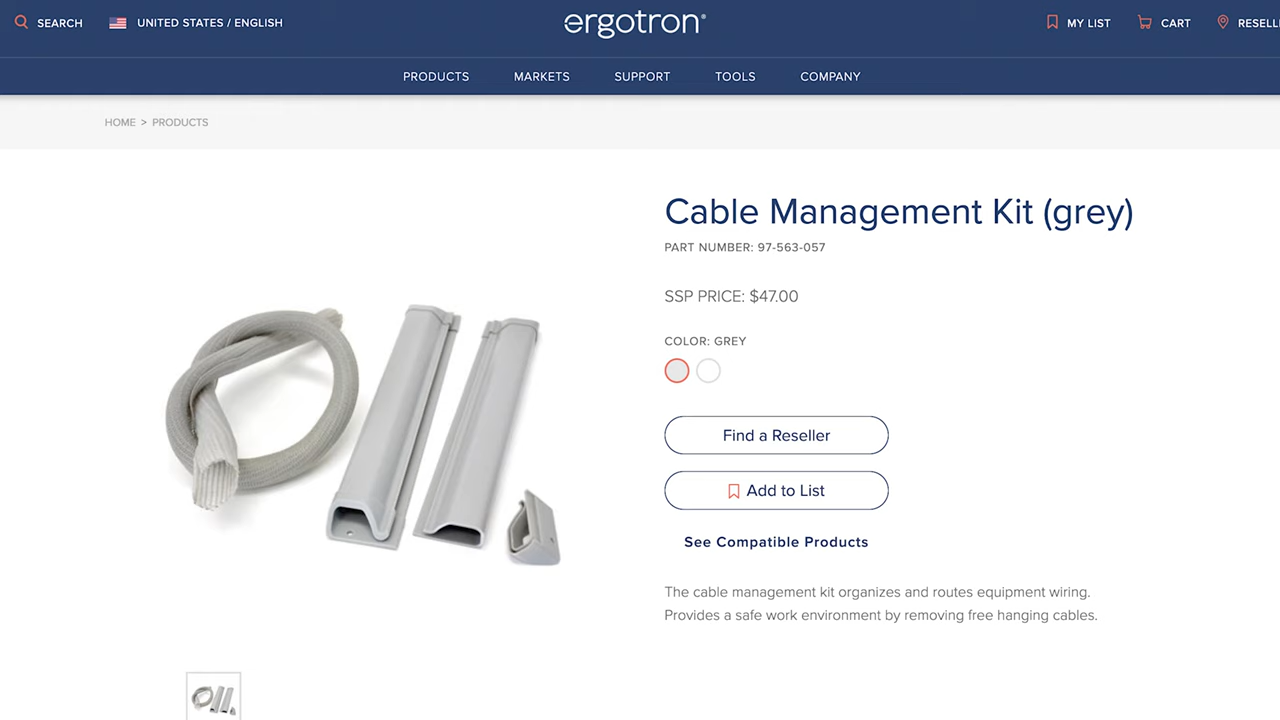 SEARCH
UNITED STATES / ENGLISH
ergotron®
MY LIST
CART
PRODUCTS
MARKETS
SUPPORT
TOOLS
COMPANY
HOME > PRODUCTS
Cable Management Kit (grey)
PART NUMBER: 97-563-057
SSP PRICE: $47.00
COLOR: GREY
Find a Reseller
Add to List
See Compatible Products
The cable management kit organizes and routes equipment wiring.
Provides a safe work environment by removing free hanging cables.